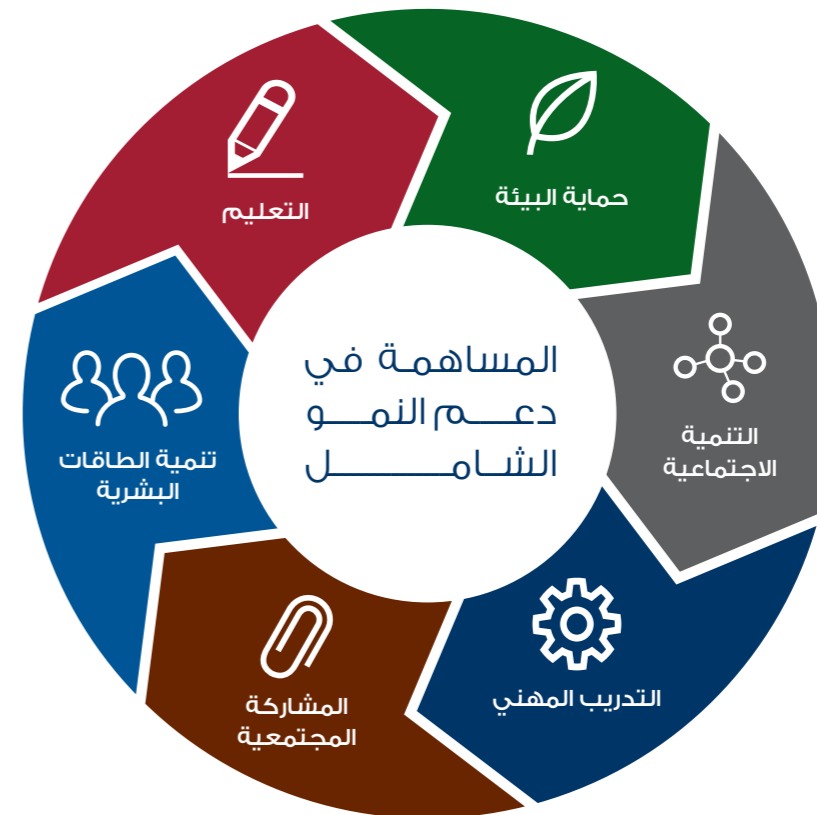 حماية البيئة
التعليم
المساهمة في
دعم النمو
الشامل
التنمية
الاجتماعية
تنمية الطاقات
البشرية
التدريب المهني
المشاركة
المجتمعية